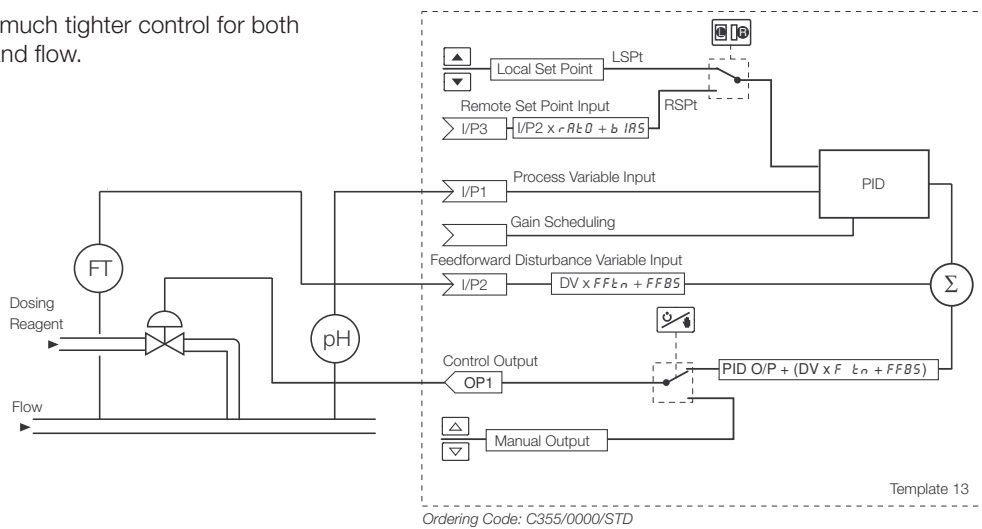 much tighter control for both
nd flow.
L R
LSPt
Local Set Point
RSPt
Remote Set Point Input
I/P3
I/P2 x rAtO + bIAS
Process Variable Input
I/P1
PID
Gain Scheduling
Feedforward Disturbance Variable Input
FT
I/P2
DV x FFtn + FFBS
Σ
Dosing
Reagent
pH
Control Output
OP1
PID O/P + (DV x F tn + FFBS)
Flow
Manual Output
Template 13
Ordering Code: C355/0000/STD